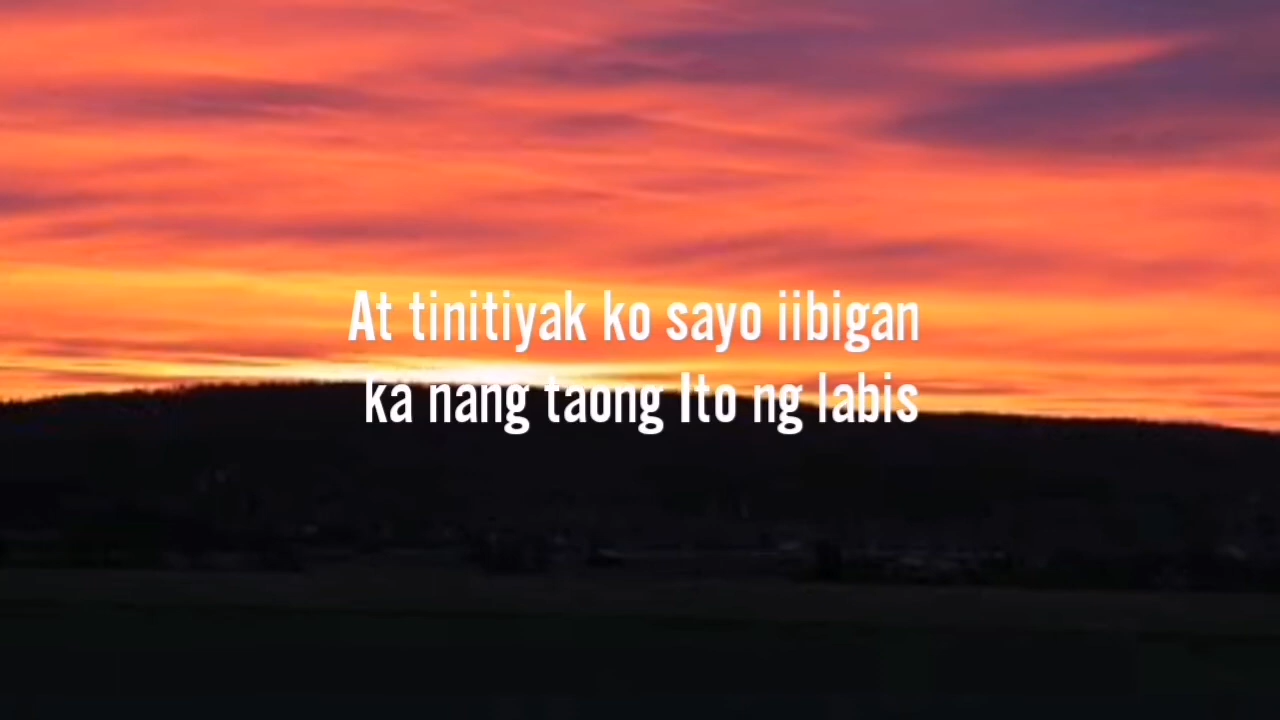 At tinitiyak ko sayo iibigan
ka nang taong Ito ng labis